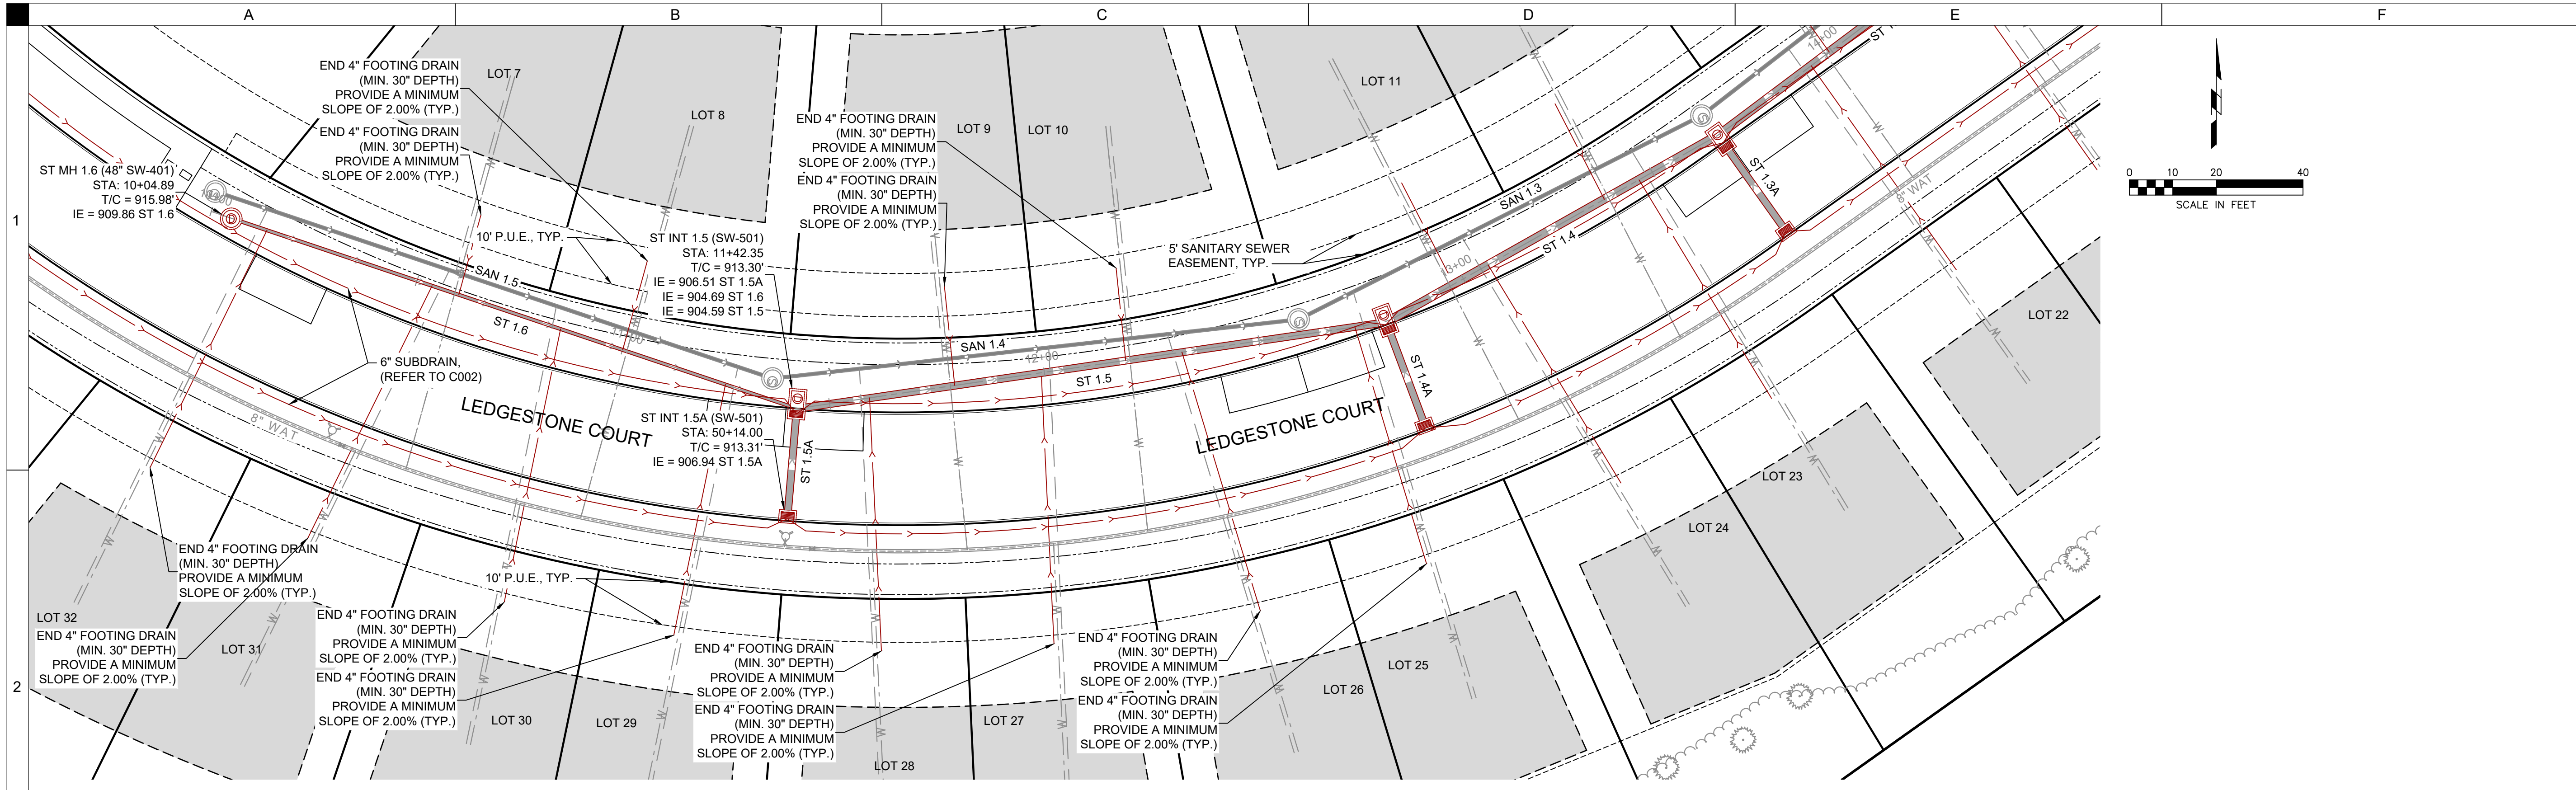 A
B
C
D
E
F
1
2
END 4" FOOTING DRAIN
(MIN. 30" DEPTH)
PROVIDE A MINIMUM
SLOPE OF 2.00% (TYP.)
END 4" FOOTING DRAIN
(MIN. 30" DEPTH)
PROVIDE A MINIMUM
SLOPE OF 2.00% (TYP.)
LOT 7
LOT 8
END 4" FOOTING DRAIN
(MIN. 30" DEPTH)
PROVIDE A MINIMUM
SLOPE OF 2.00% (TYP.)
END 4" FOOTING DRAIN
(MIN. 30" DEPTH)
PROVIDE A MINIMUM
SLOPE OF 2.00% (TYP.)
LOT 9
LOT 10
LOT 11
14+00
ST MH 1.6 (48" SW-401)
STA: 10+04.89
T/C = 915.98'
IE = 909.86 ST 1.6
10' P.U.E., TYP.
ST INT 1.5 (SW-501)
STA: 11+42.35
T/C = 913.30'
IE = 906.51 ST 1.5A
IE = 904.69 ST 1.6
IE = 904.59 ST 1.5
5' SANITARY SEWER
EASEMENT, TYP.
SAN 1.3
ST 1.3A
8" WAT
ST 1.4
13+00
0 10 20 40
SCALE IN FEET
SAN 1.5
ST 1.6
11+00
SAN 1.4
12+00
ST 1.5
ST 1.4A
LOT 22
6" SUBDRAIN,
(REFER TO C002)
LEDGESTONE COURT
LEDGESTONE COURT
8" WAT
ST INT 1.5A (SW-501)
STA: 50+14.00
T/C = 913.31'
IE = 906.94 ST 1.5A
ST 1.5A
LOT 23
LOT 24
END 4" FOOTING DRAIN
(MIN. 30" DEPTH)
PROVIDE A MINIMUM
SLOPE OF 2.00% (TYP.)
10' P.U.E., TYP.
LOT 32
END 4" FOOTING DRAIN
(MIN. 30" DEPTH)
PROVIDE A MINIMUM
SLOPE OF 2.00% (TYP.)
LOT 31
END 4" FOOTING DRAIN
(MIN. 30" DEPTH)
PROVIDE A MINIMUM
SLOPE OF 2.00% (TYP.)
END 4" FOOTING DRAIN
(MIN. 30" DEPTH)
PROVIDE A MINIMUM
SLOPE OF 2.00% (TYP.)
LOT 30
LOT 29
END 4" FOOTING DRAIN
(MIN. 30" DEPTH)
PROVIDE A MINIMUM
SLOPE OF 2.00% (TYP.)
END 4" FOOTING DRAIN
(MIN. 30" DEPTH)
PROVIDE A MINIMUM
SLOPE OF 2.00% (TYP.)
LOT 28
LOT 27
END 4" FOOTING DRAIN
(MIN. 30" DEPTH)
PROVIDE A MINIMUM
SLOPE OF 2.00% (TYP.)
END 4" FOOTING DRAIN
(MIN. 30" DEPTH)
PROVIDE A MINIMUM
SLOPE OF 2.00% (TYP.)
LOT 26
LOT 25